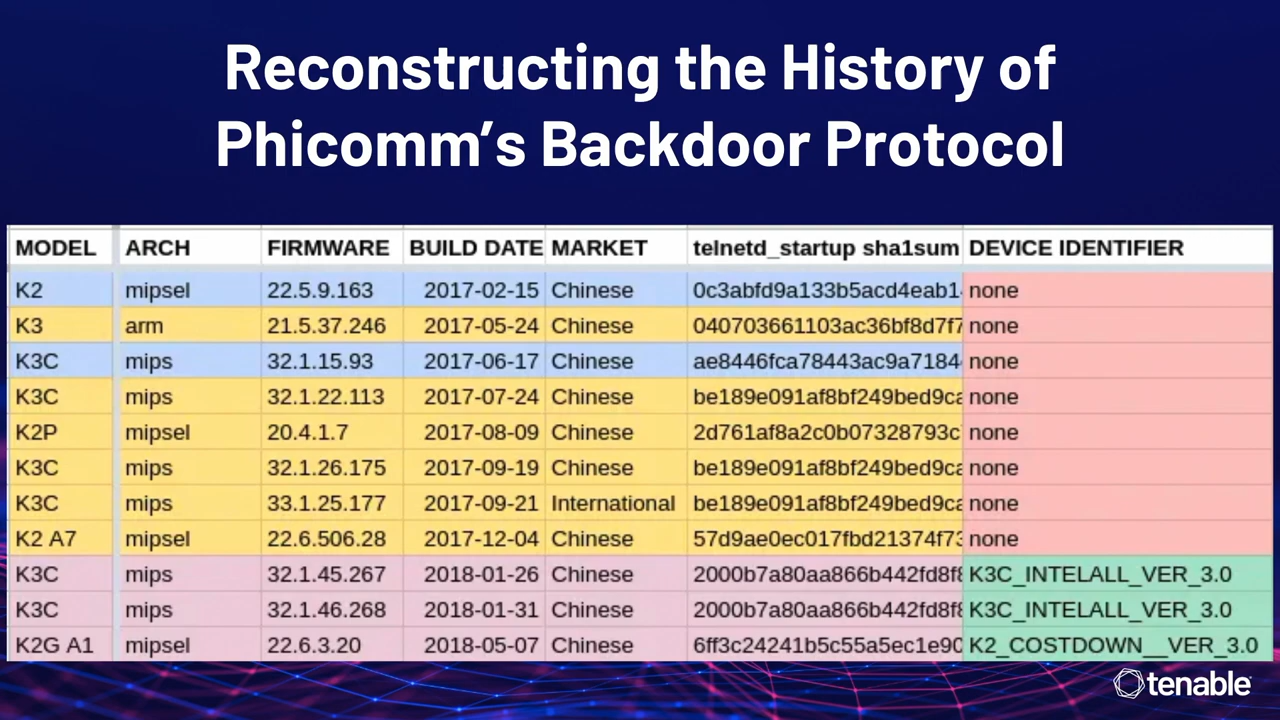 Reconstructing the History of
Phicomm’s Backdoor Protocol
MODEL ARCH FIRMWARE BUILD DATE MARKET telnetd_startup sha1sum DEVICE IDENTIFIER
K2 mipsel 22.5.9.163 2017-02-15 Chinese 0c3abfd9a133b5acd4eab1 none
K3 arm 21.5.37.246 2017-05-24 Chinese 040703661103ac36bf8d7f7 none
K3C mips 32.1.15.93 2017-06-17 Chinese ae8446fca78443ac9a7184 none
K3C mips 32.1.22.113 2017-07-24 Chinese be189e091af8bf249bed9ca none
K2P mipsel 20.4.1.7 2017-08-09 Chinese 2d761af8a2c0b07328793c none
K3C mips 32.1.26.175 2017-09-19 Chinese be189e091af8bf249bed9ca none
K3C mips 33.1.25.177 2017-09-21 International be189e091af8bf249bed9ca none
K2 A7 mipsel 22.6.506.28 2017-12-04 Chinese 57d9ae0ec017fbd21374f73 none
K3C mips 32.1.45.267 2018-01-26 Chinese 2000b7a80aa866b442fd8f8 K3C_INTELALL_VER_3.0
K3C mips 32.1.46.268 2018-01-31 Chinese 2000b7a80aa866b442fd8f8 K3C_INTELALL_VER_3.0
K2G A1 mipsel 22.6.3.20 2018-05-07 Chinese 6ff3c24241b5c55a5ec1e90 K2_COSTDOWN__VER_3.0
tenable